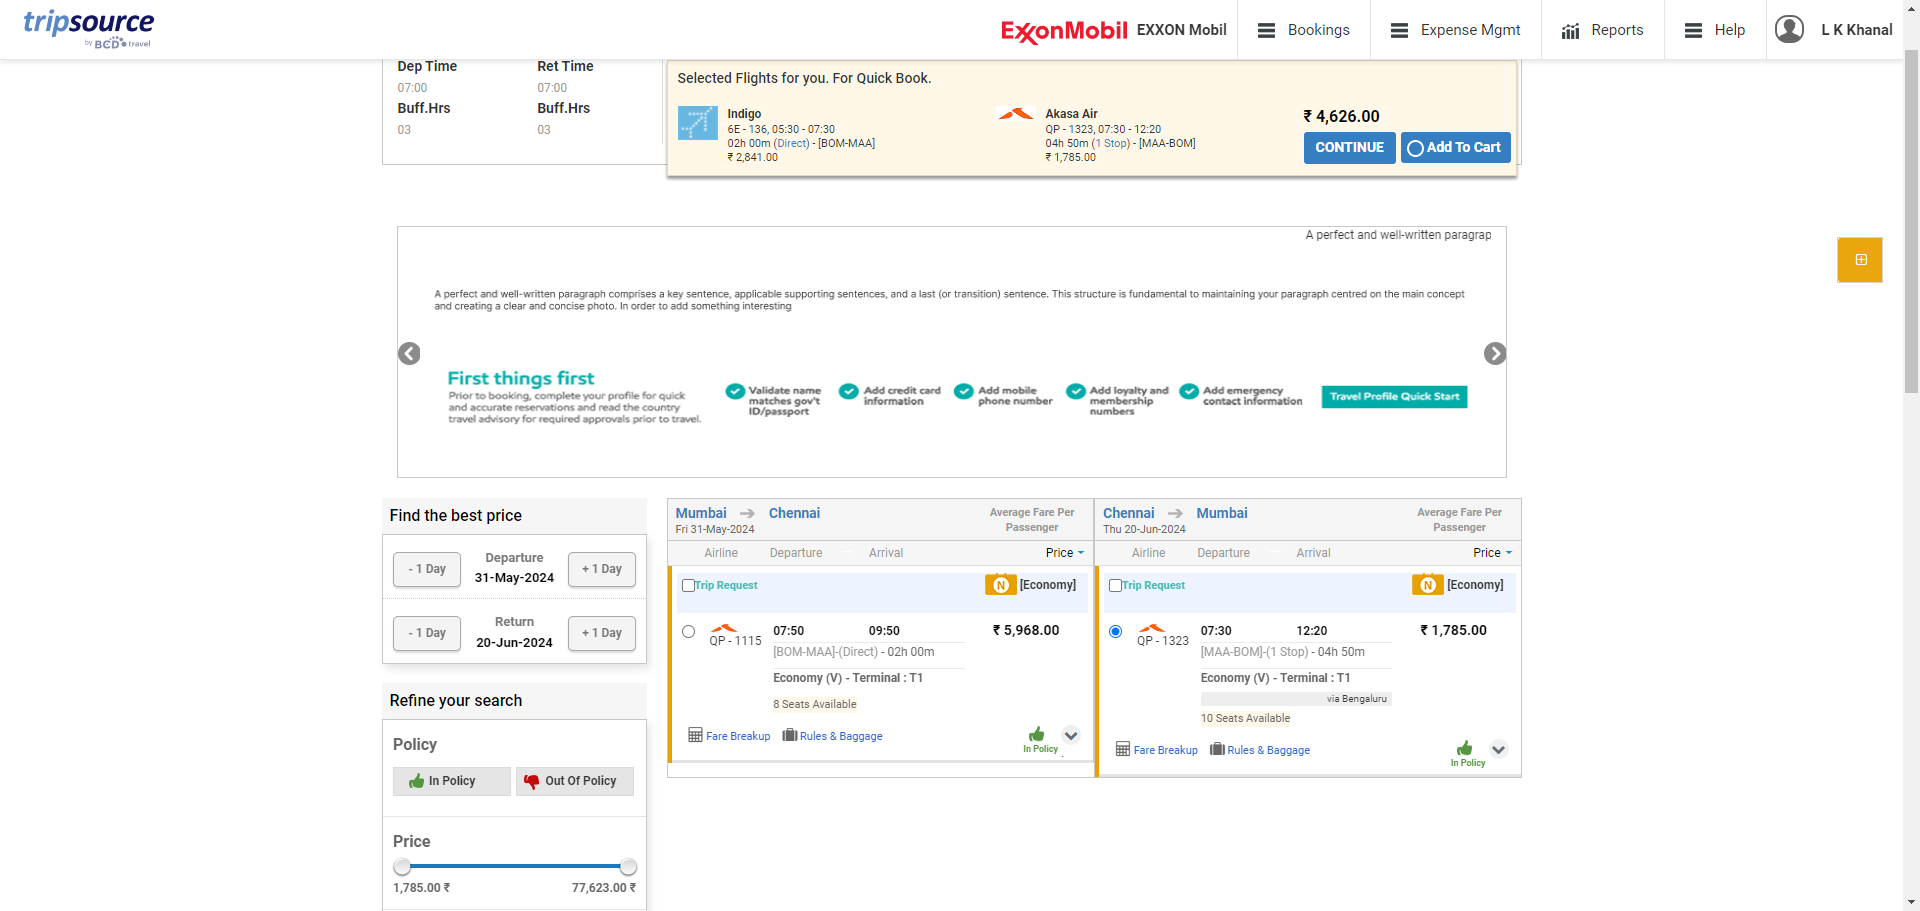 tripsource
by BCD travel
ExxonMobil EXXON Mobil
Bookings
Expense Mgmt
Reports
Help
L K Khanal
Dep Time
Ret Time
07:00
07:00
Buff.Hrs
Buff.Hrs
03
03
Selected Flights for you. For Quick Book.
Indigo
6E - 136, 05:30 - 07:30
02h 00m (Direct) - [BOM-MAA]
₹ 2,841.00
Akasa Air
QP - 1323, 07:30 - 12:20
04h 50m (1 Stop) - [MAA-BOM]
₹ 1,785.00
₹ 4,626.00
CONTINUE
Add To Cart
A perfect and well-written paragrap
A perfect and well-written paragraph comprises a key sentence, applicable supporting sentences, and a last (or transition) sentence. This structure is fundamental to maintaining your paragraph centred on the main concept
and creating a clear and concise photo. In order to add something interesting
First things first
Prior to booking, complete your profile for quick
and accurate reservations and read the country
travel advisory for required approvals prior to travel.
Validate name
matches gov't
ID/passport
Add credit card
information
Add mobile
phone number
Add loyalty and
membership
numbers
Add emergency
contact information
Travel Profile Quick Start
Find the best price
- 1 Day
Departure
31-May-2024
+ 1 Day
- 1 Day
Return
20-Jun-2024
+ 1 Day
Refine your search
Policy
In Policy
Out Of Policy
Price
1,785.00 ₹
77,623.00 ₹
Mumbai
Chennai
Fri 31-May-2024
Average Fare Per
Passenger
Airline
Departure
Arrival
Price
Trip Request
N
[Economy]
QP - 1115
07:50
09:50
₹ 5,968.00
[BOM-MAA]-(Direct) - 02h 00m
Economy (V) - Terminal : T1
8 Seats Available
Fare Breakup
Rules & Baggage
In Policy
Chennai
Mumbai
Thu 20-Jun-2024
Average Fare Per
Passenger
Airline
Departure
Arrival
Price
Trip Request
N
[Economy]
QP - 1323
07:30
12:20
₹ 1,785.00
[MAA-BOM]-(1 Stop) - 04h 50m
Economy (V) - Terminal : T1
via Bengaluru
10 Seats Available
Fare Breakup
Rules & Baggage
In Policy